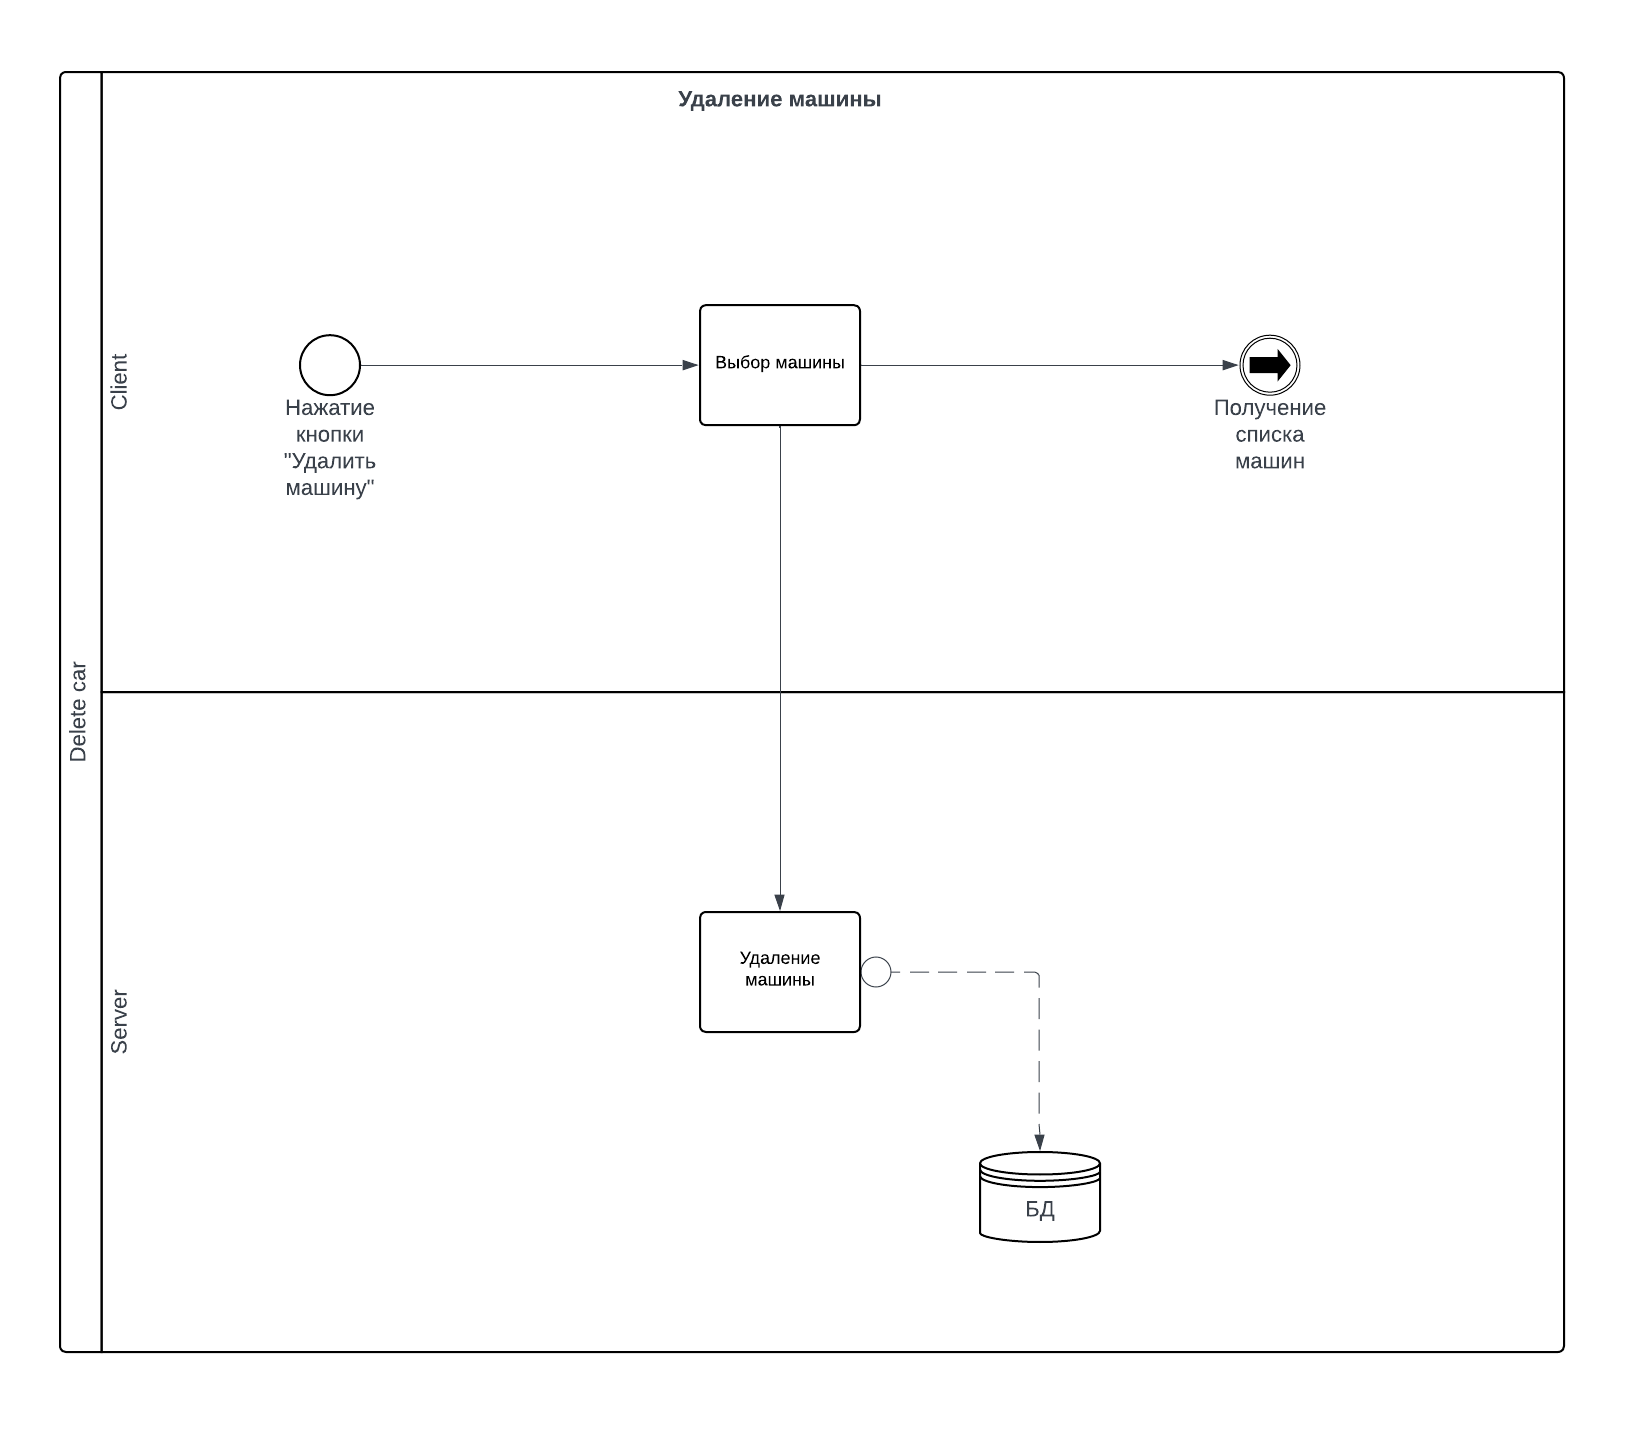 Удаление машины
Delete car
Client
Нажатие
кнопки
"Удалить
машину"
Выбор машины
Получение
списка
машин
Server
Удаление
машины
БД